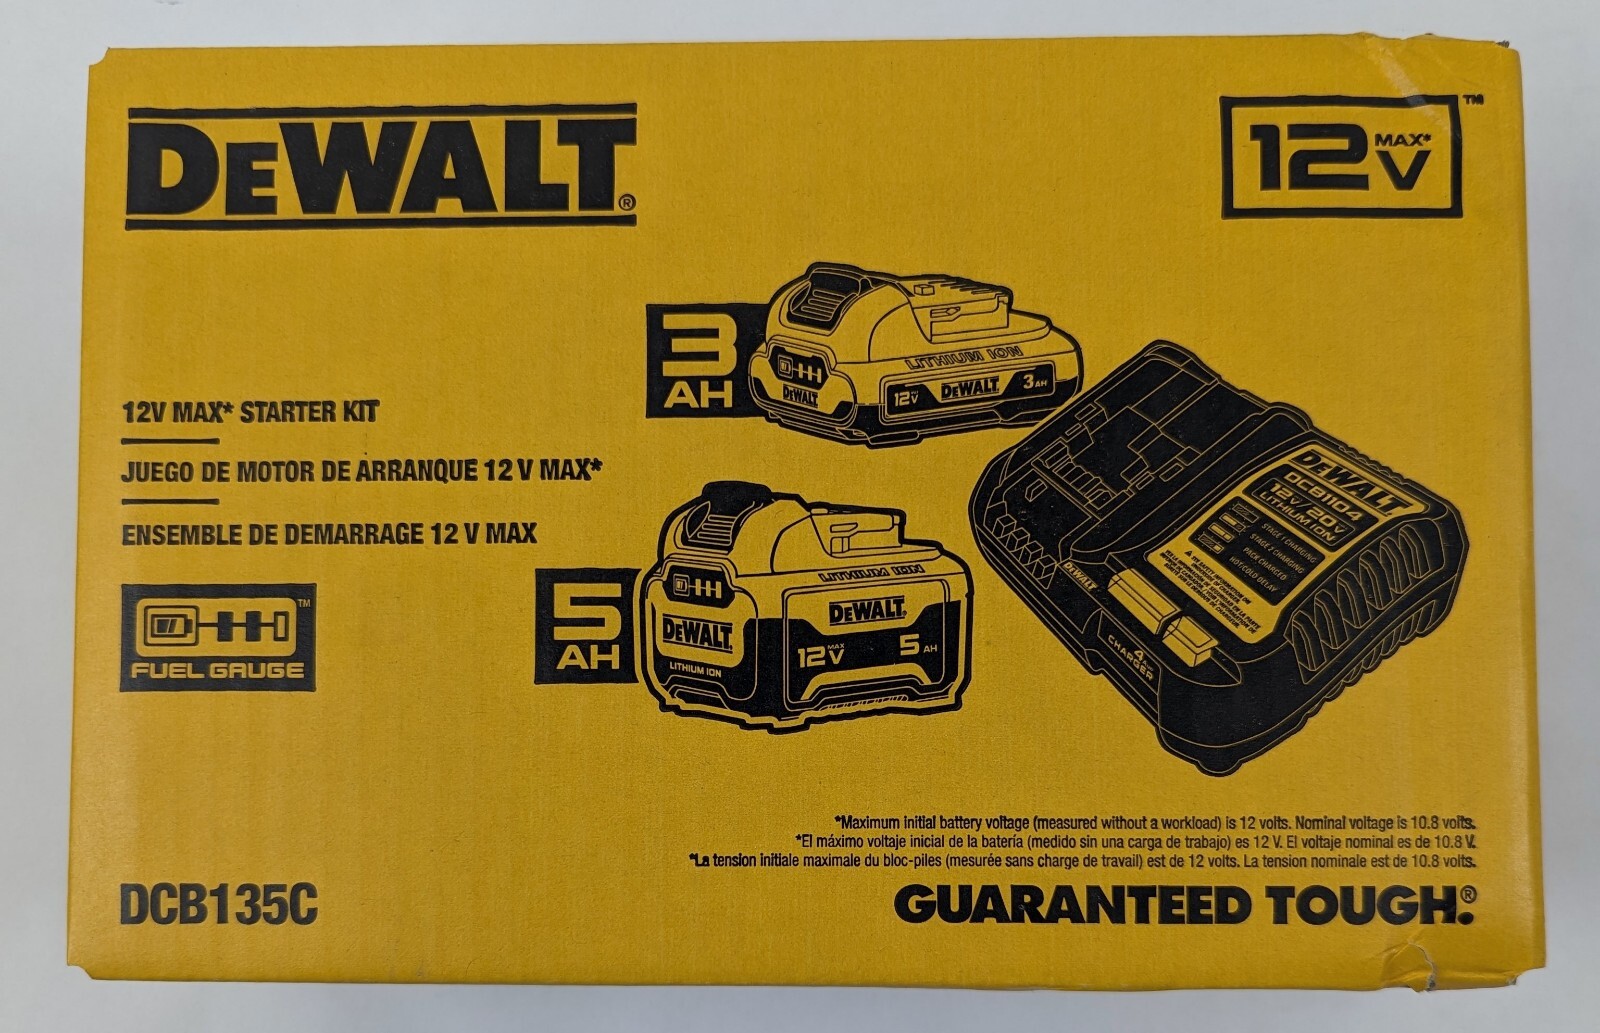 DEWALT®
12V MAX* ™
3 AH
LITHIUM ION
DEWALT
12V DEWALT 3 AH
12V MAX* STARTER KIT
JUEGO DE MOTOR DE ARRANQUE 12 V MAX*
ENSEMBLE DE DEMARRAGE 12 V MAX
FUEL GAUGE ™
5 AH
LITHIUM ION
DEWALT
LITHIUM ION
DEWALT
12V MAX 5 AH
DEWALT
DCB1104
12V/20V
LITHIUM ION
STAGE 1 CHARGING
STAGE 2 CHARGING
PACK CHARGED
HOT/COLD DELAY
DEWALT
4 Amp
CHARGER
*Maximum initial battery voltage (measured without a workload) is 12 volts. Nominal voltage is 10.8 volts.
*El máximo voltaje inicial de la batería (medido sin una carga de trabajo) es 12 V. El voltaje nominal es de 10.8 V.
*La tension initiale maximale du bloc-piles (mesurée sans charge de travail) est de 12 volts. La tension nominale est de 10.8 volts.
DCB135C
GUARANTEED TOUGH.®